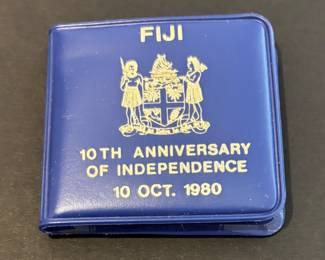 FIJI
10TH ANNIVERSARY
OF INDEPENDENCE
10 OCT. 1980